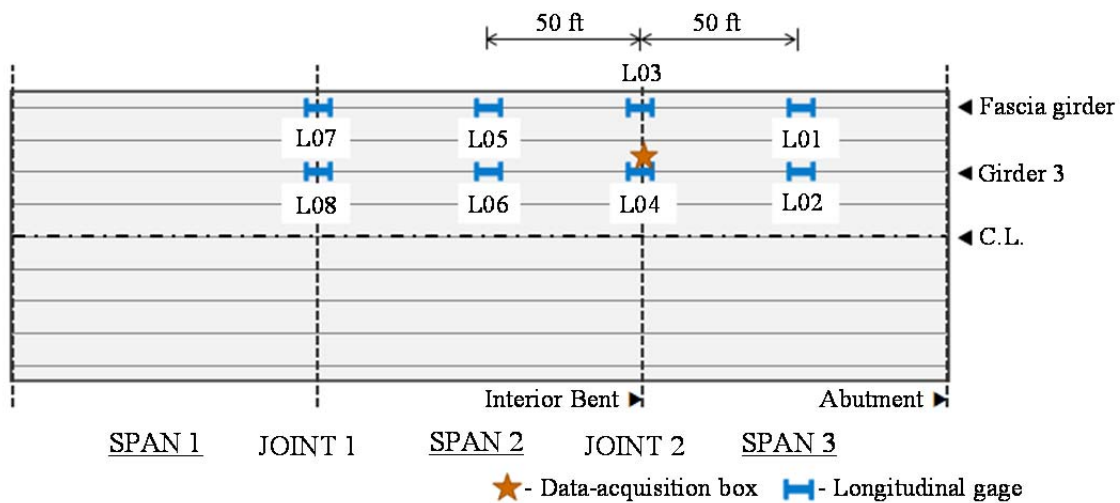 50 ft 50 ft
L03
L07 L05 L01
◄ Fascia girder
L08 L06 L04 L02
◄ Girder 3
◄ C.L.
Interior Bent ► Abutment ►
SPAN 1 JOINT 1 SPAN 2 JOINT 2 SPAN 3
★ - Data-acquisition box - Longitudinal gage